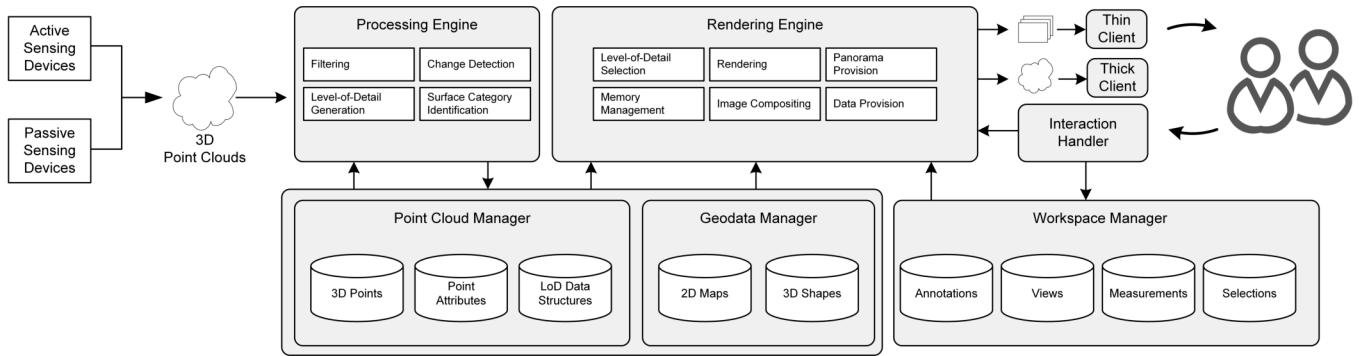 Active
Sensing
Devices
Passive
Sensing
Devices
3D
Point Clouds
Processing Engine
Filtering
Change Detection
Level-of-Detail
Generation
Surface Category
Identification
Rendering Engine
Level-of-Detail
Selection
Rendering
Panorama
Provision
Memory
Management
Image Compositing
Data Provision
Thin
Client
Thick
Client
Interaction
Handler
Point Cloud Manager
3D Points
Point
Attributes
LoD Data
Structures
Geodata Manager
2D Maps
3D Shapes
Workspace Manager
Annotations
Views
Measurements
Selections